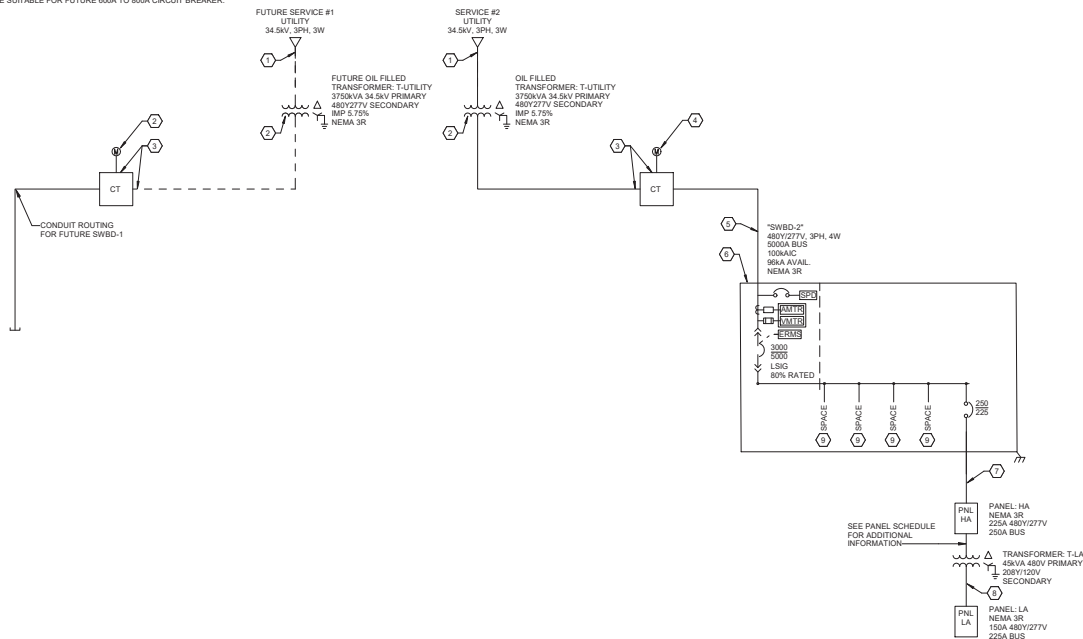 E SUITABLE FOR FUTURE 600A TO 800A CIRCUIT BREAKER.
FUTURE SERVICE #1
UTILITY
34.5kV, 3PH, 3W
1
FUTURE OIL FILLED
TRANSFORMER: T-UTILITY
3750kVA 34.5kV PRIMARY
480Y277V SECONDARY
IMP 5.75%
NEMA 3R
2
SERVICE #2
UTILITY
34.5kV, 3PH, 3W
1
OIL FILLED
TRANSFORMER: T-UTILITY
3750kVA 34.5kV PRIMARY
480Y277V SECONDARY
IMP 5.75%
NEMA 3R
2
2
M
3
CT
CONDUIT ROUTING
FOR FUTURE SWBD-1
4
M
3
CT
5
"SWBD-2"
480Y/277V, 3PH, 4W
5000A BUS
100kAIC
96kA AVAIL.
NEMA 3R
6
SPD
AMTR
VMTR
ERMS
3000
5000
LSIG
80% RATED
SPACE
SPACE
SPACE
SPACE
9
9
9
9
250
225
7
PNL
HA
PANEL: HA
NEMA 3R
225A 480Y/277V
250A BUS
SEE PANEL SCHEDULE
FOR ADDITIONAL
INFORMATION
TRANSFORMER: T-LA
45kVA 480V PRIMARY
208Y/120V
SECONDARY
8
PNL
LA
PANEL: LA
NEMA 3R
150A 480Y/277V
225A BUS